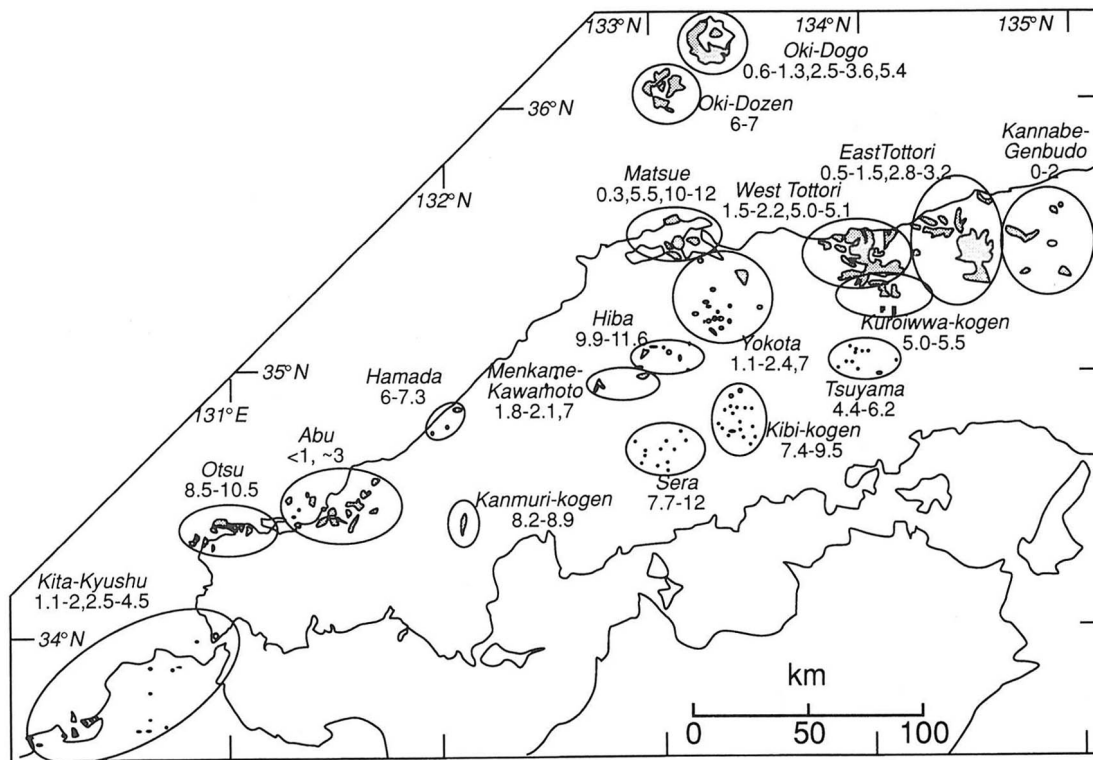 133° N
134° N
135° N
Oki-Dogo
0.6-1.3,2.5-3.6,5.4
36° N
Oki-Dozen
6-7
Kannabe-
Genbudo
0-2
EastTottori
0.5-1.5,2.8-3.2
132° N
Matsue
0.3,5.5,10-12
West Tottori
1.5-2.2,5.0-5.1
Hiba
9.9-11.6
Kuroiwwa-kogen
5.0-5.5
Yokota
1.1-2.4,7
35° N
Hamada
6-7.3
Menkame-
Kawamoto
1.8-2.1,7
Tsuyama
4.4-6.2
131° E
Kibi-kogen
7.4-9.5
Abu
<1, ~3
Otsu
8.5-10.5
Sera
7.7-12
Kanmuri-kogen
8.2-8.9
Kita-Kyushu
1.1-2,2.5-4.5
34° N
km
0 50 100